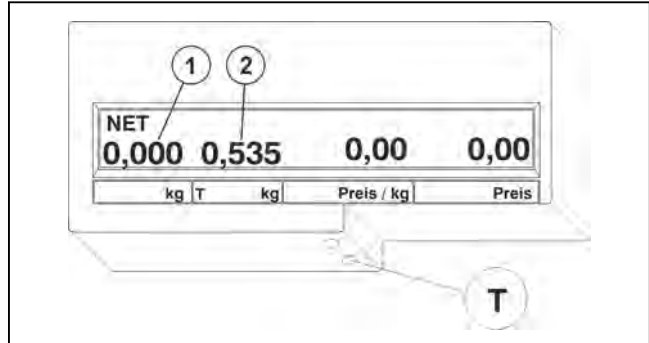 1 2
NET
0,000 0,535 0,00 0,00
kg T kg Preis / kg Preis
T